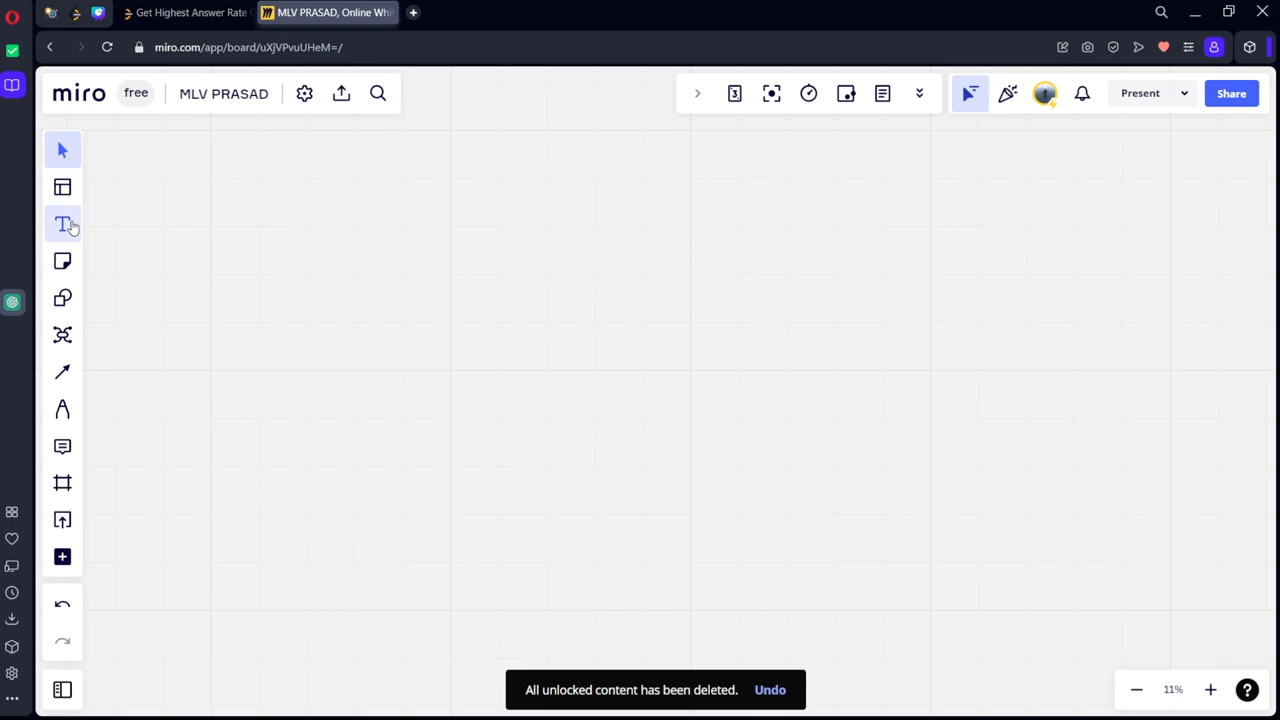 Get Highest Answer Rate
MLV PRASAD, Online Whi
miro.com/app/board/uXjVPvuUHeM=/
miro
free
MLV PRASAD
3
Present
Share
All unlocked content has been deleted.
Undo
11%